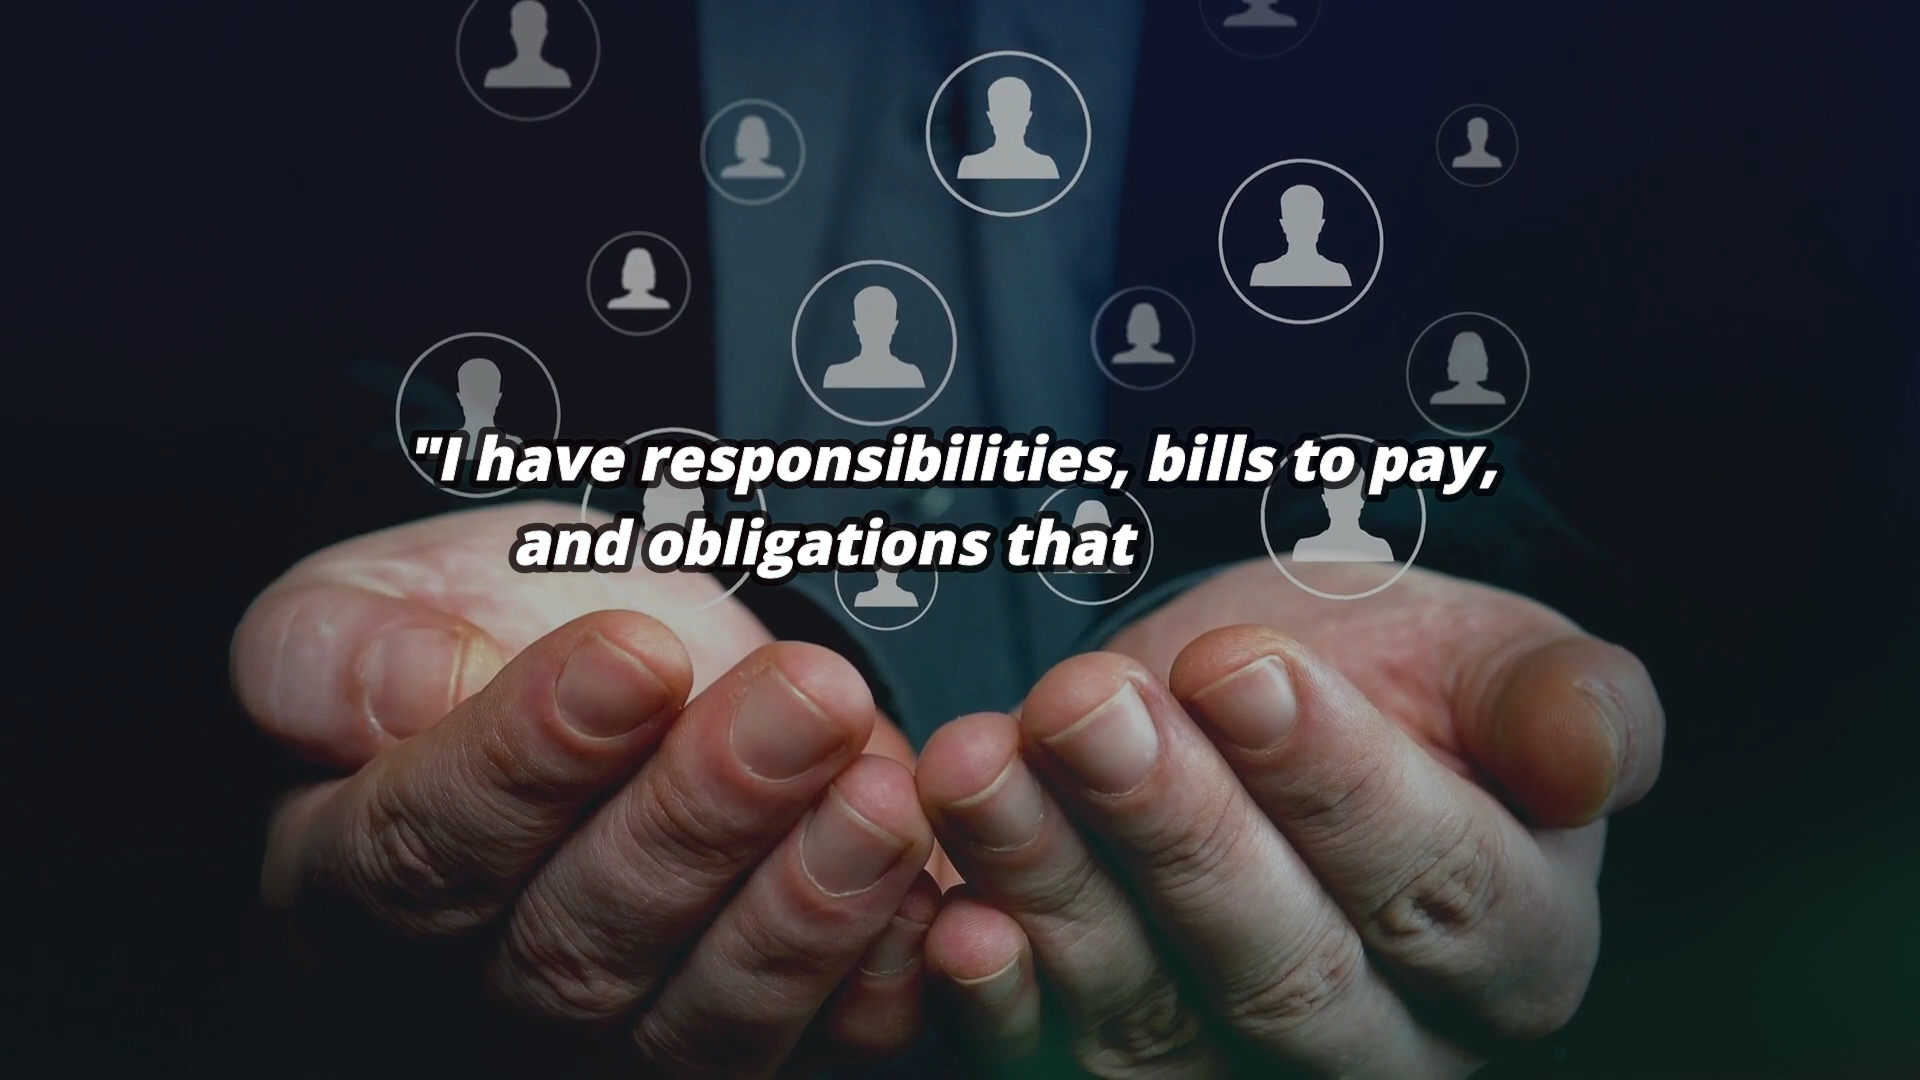 "I have responsibilities, bills to pay,
and obligations that